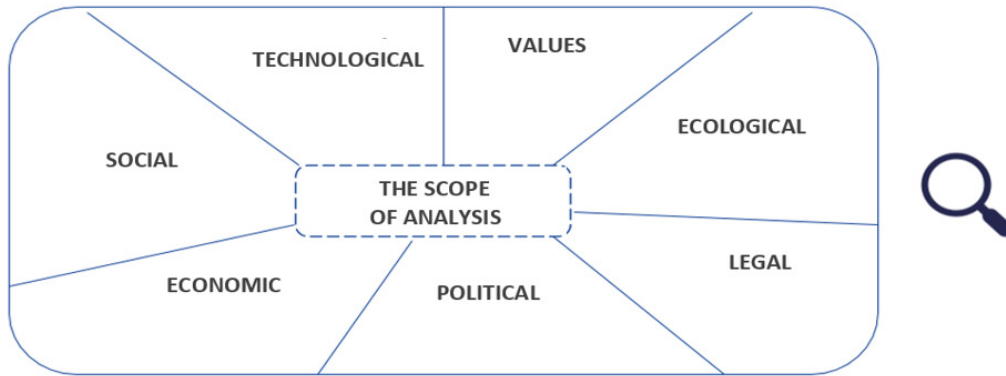 TECHNOLOGICAL
VALUES
SOCIAL
ECOLOGICAL
THE SCOPE
OF ANALYSIS
ECONOMIC
POLITICAL
LEGAL